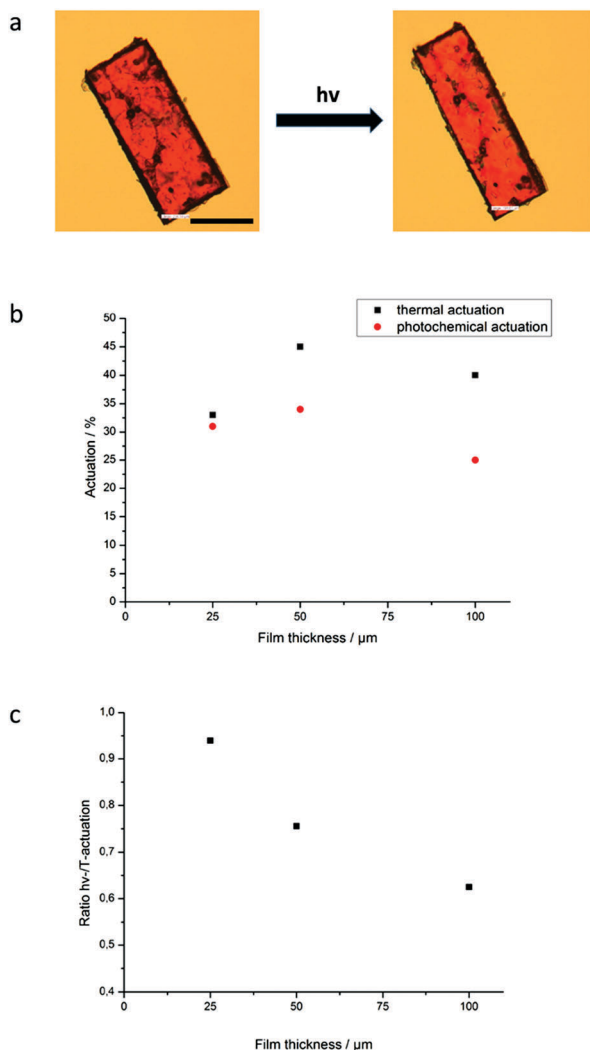 a
hv
b
thermal actuation
photochemical actuation
50
45
40
35
30
25
20
15
10
5
0
Actuation / %
0
25
50
75
100
Film thickness / µm
c
1,0
0,9
0,8
0,7
0,6
0,5
0,4
Ratio hv-/T-actuation
0
25
50
75
100
Film thickness / µm